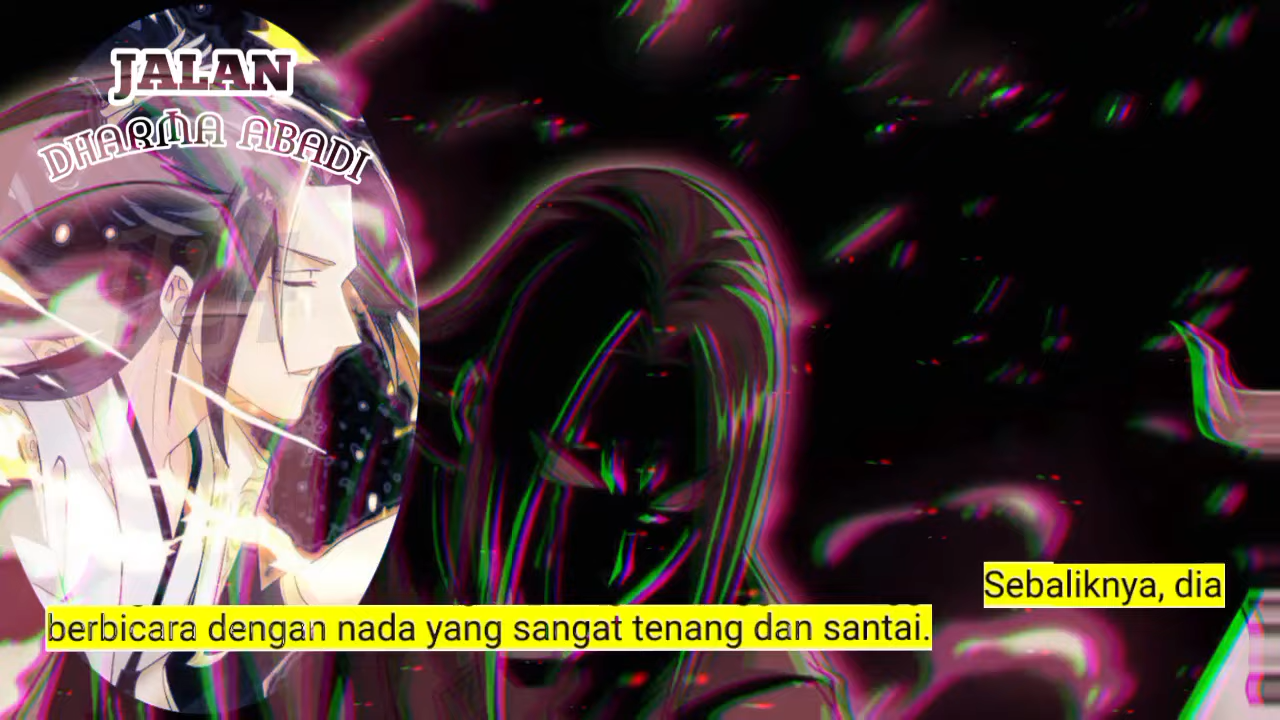 JALAN
DHARMA ABADI
Sebaliknya, dia
berbicara dengan nada yang sangat tenang dan santai.